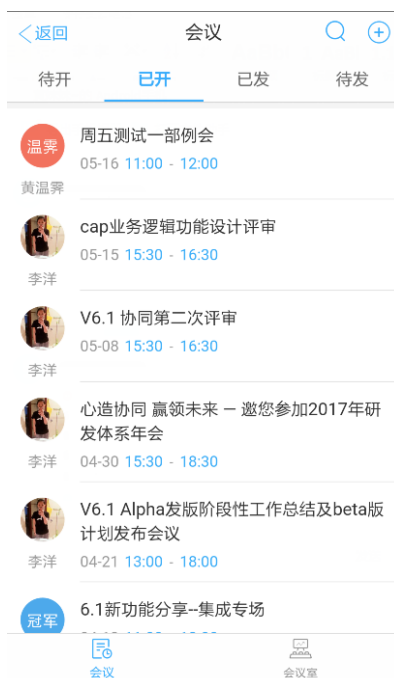 返回
会议
待开
已开
已发
待发
温霁
周五测试一部例会
05-16 11:00 - 12:00
黄温霁
cap业务逻辑功能设计评审
05-15 15:30 - 16:30
李洋
V6.1 协同第二次评审
05-08 15:30 - 16:30
李洋
心造协同 赢领未来 — 邀您参加2017年研
发体系年会
04-30 15:30 - 18:30
李洋
V6.1 Alpha发版阶段性工作总结及beta版
计划发布会议
04-21 13:00 - 18:00
李洋
冠军
6.1新功能分享--集成专场
会议
会议室